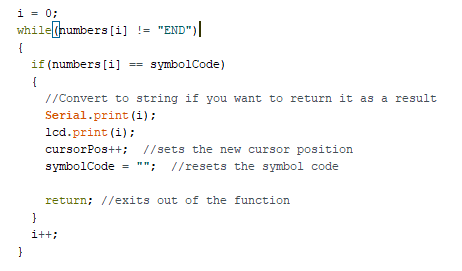 i = 0;
while(numbers[i] != "END")
{
if(numbers[i] == symbolCode)
{
//Convert to string if you want to return it as a result
Serial.print(i);
lcd.print(i);
cursorPos++; //sets the new cursor position
symbolCode = ""; //resets the symbol code
return; //exits out of the function
}
i++;
}